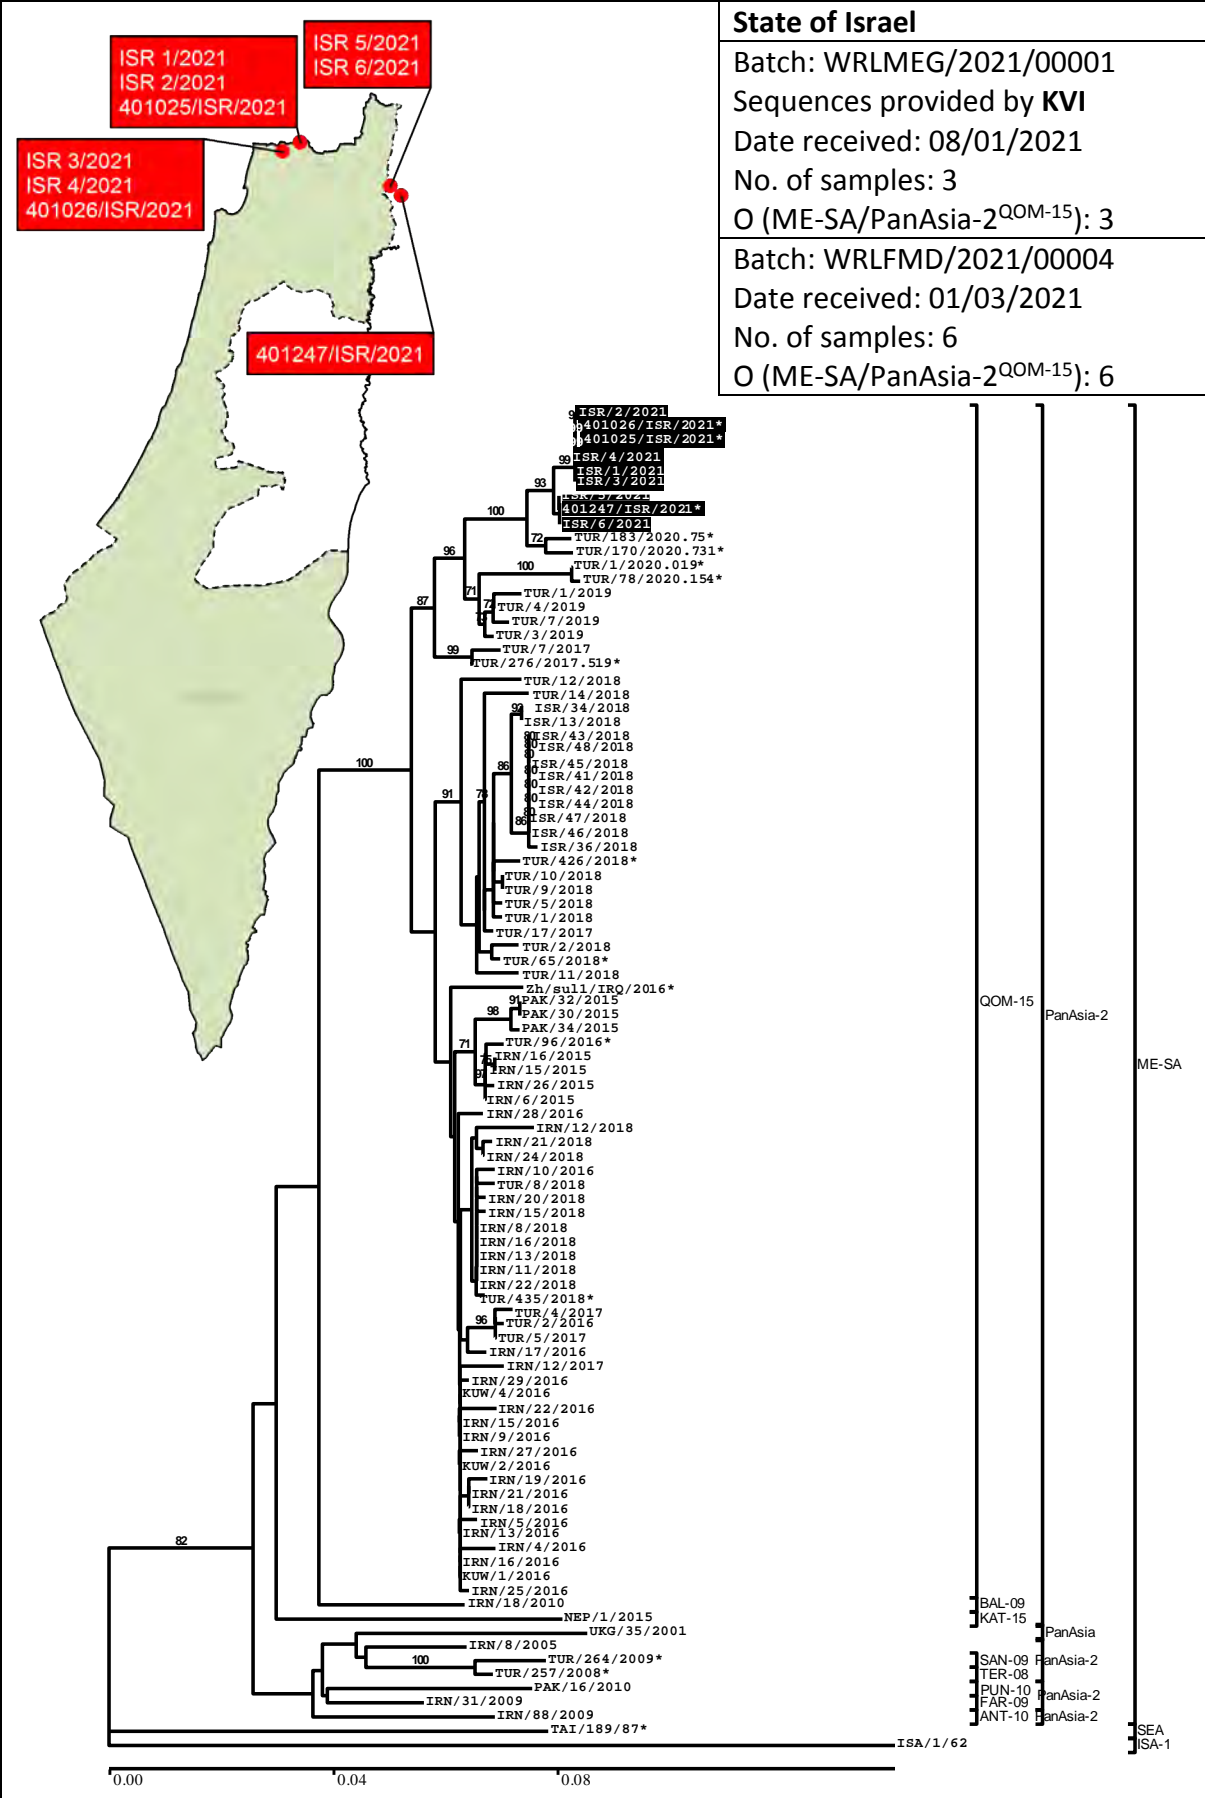 ISR 5/2021
ISR 6/2021
ISR 1/2021
ISR 2/2021
401025/ISR/2021
ISR 3/2021
ISR 4/2021
401026/ISR/2021
401247/ISR/2021
State of Israel
Batch: WRLMEG/2021/00001
Sequences provided by KVI
Date received: 08/01/2021
No. of samples: 3
O (ME-SA/PanAsia-2QOM-15): 3
Batch: WRLFMD/2021/00004
Date received: 01/03/2021
No. of samples: 6
O (ME-SA/PanAsia-2QOM-15): 6
ISR/2/2021
401026/ISR/2021*
401025/ISR/2021*
99 ISR/4/2021
ISR/1/2021
ISR/3/2021
93
ISR/5/2021
401247/ISR/2021*
100
ISR/6/2021
72 TUR/183/2020.75*
TUR/170/2020.731*
96
TUR/1/2020.019*
100
TUR/78/2020.154*
71 TUR/1/2019
87
TUR/4/2019
TUR/7/2019
TUR/3/2019
99 TUR/7/2017
TUR/276/2017.519*
TUR/12/2018
TUR/14/2018
ISR/34/2018
ISR/13/2018
ISR/43/2018
80 ISR/48/2018
80
ISR/45/2018
100
86
80 ISR/41/2018
80 ISR/42/2018
91
80 ISR/44/2018
ISR/47/2018
86
ISR/46/2018
ISR/36/2018
TUR/426/2018*
TUR/10/2018
TUR/9/2018
TUR/5/2018
TUR/1/2018
TUR/17/2017
TUR/2/2018
TUR/65/2018*
TUR/11/2018
Zh/sull/IRQ/2016*
91 PAK/32/2015
98 PAK/30/2015
PAK/34/2015
71 TUR/96/2016*
IRN/16/2015
IRN/15/2015
97
IRN/26/2015
IRN/6/2015
IRN/28/2016
IRN/12/2018
IRN/21/2018
IRN/24/2018
IRN/10/2016
TUR/8/2018
IRN/20/2018
IRN/15/2018
IRN/8/2018
IRN/16/2018
IRN/13/2018
IRN/11/2018
IRN/22/2018
TUR/435/2018*
TUR/4/2017
96 TUR/2/2016
TUR/5/2017
IRN/17/2016
IRN/12/2017
IRN/29/2016
KUW/4/2016
IRN/22/2016
IRN/15/2016
IRN/9/2016
IRN/27/2016
KUW/2/2016
IRN/19/2016
IRN/21/2016
IRN/18/2016
IRN/5/2016
IRN/13/2016
82
IRN/4/2016
IRN/16/2016
KUW/1/2016
IRN/25/2016
IRN/18/2010
NEP/1/2015
UKG/35/2001
IRN/8/2005
100 TUR/264/2009*
TUR/257/2008*
PAK/16/2010
IRN/31/2009
IRN/88/2009
TAI/189/87*
ISA/1/62
QOM-15
PanAsia-2
ME-SA
BAL-09
KAT-15
PanAsia
SAN-09 PanAsia-2
TER-08
PUN-10
PanAsia-2
FAR-09
ANT-10 PanAsia-2
SEA
ISA-1
0.00 0.04 0.08